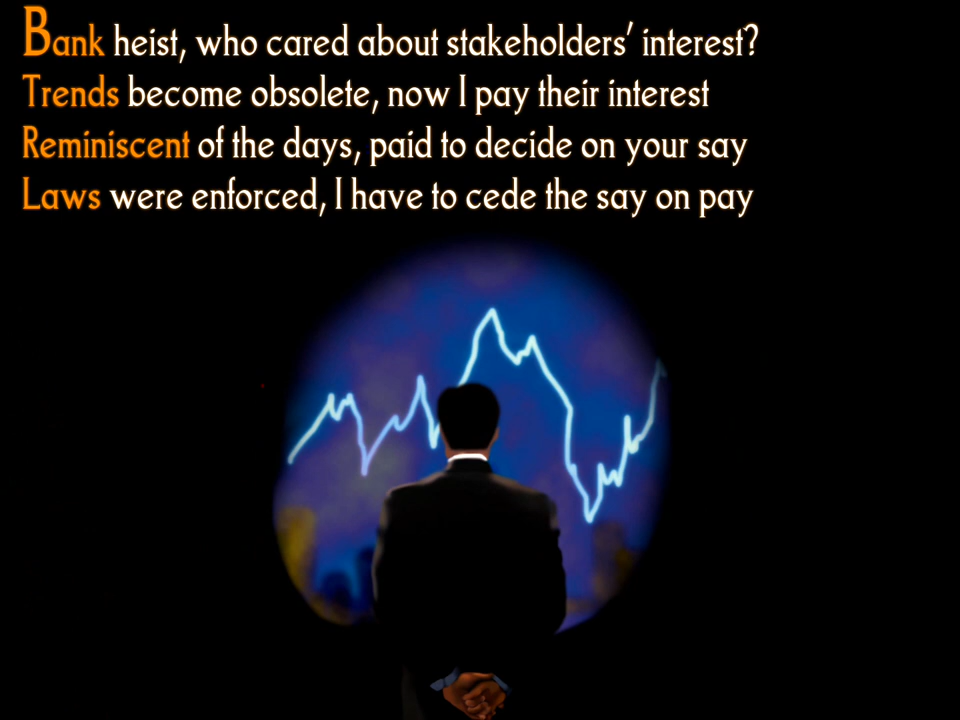 Bank heist, who cared about stakeholders’ interest?
Trends become obsolete, now I pay their interest
Reminiscent of the days, paid to decide on your say
Laws were enforced, I have to cede the say on pay